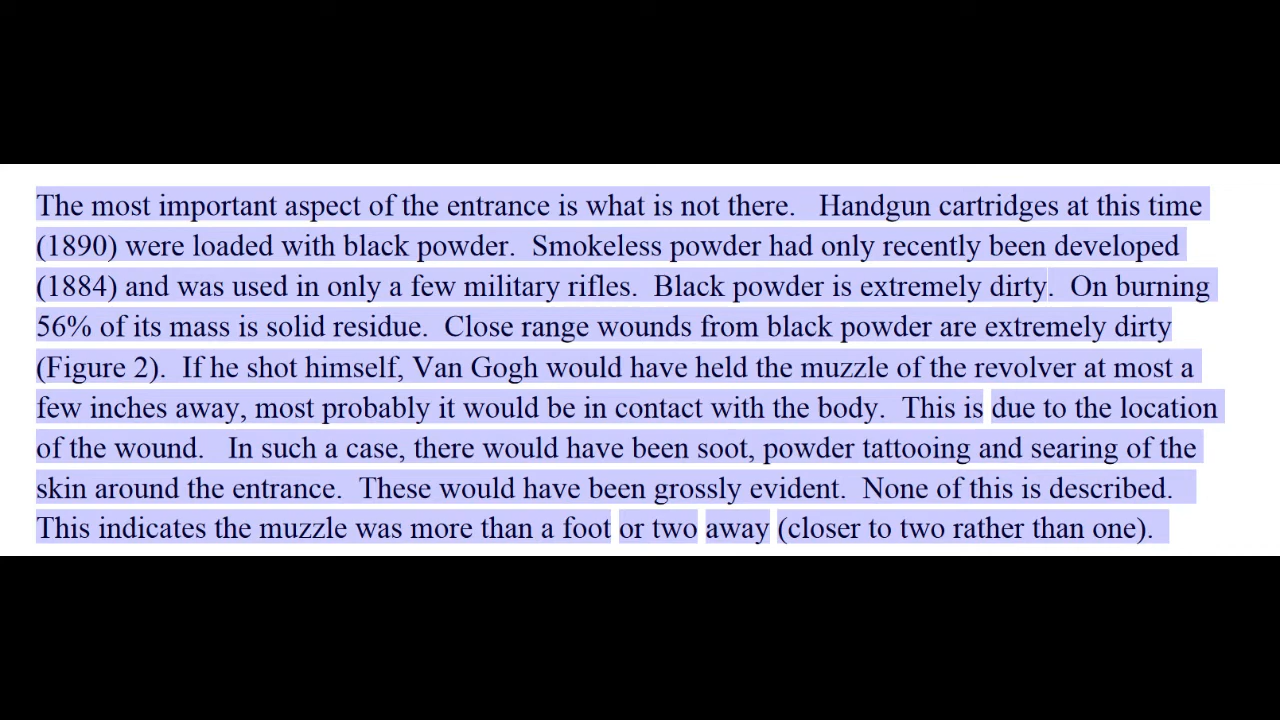 The most important aspect of the entrance is what is not there.   Handgun cartridges at this time
(1890) were loaded with black powder.  Smokeless powder had only recently been developed
(1884) and was used in only a few military rifles.  Black powder is extremely dirty.  On burning
56% of its mass is solid residue.  Close range wounds from black powder are extremely dirty
(Figure 2).  If he shot himself, Van Gogh would have held the muzzle of the revolver at most a
few inches away, most probably it would be in contact with the body.  This is due to the location
of the wound.   In such a case, there would have been soot, powder tattooing and searing of the
skin around the entrance.  These would have been grossly evident.  None of this is described.
This indicates the muzzle was more than a foot or two away (closer to two rather than one).